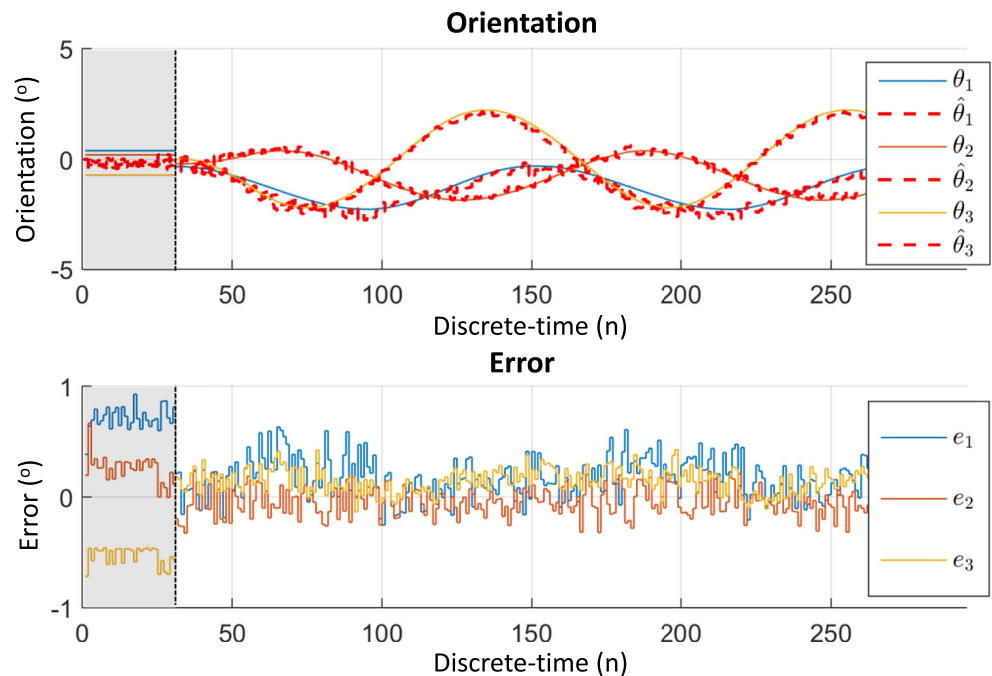 Orientation
Orientation (º)
5
0
-5
0
50
100
150
200
250
Discrete-time (n)
θ₁
θ̂₁
θ₂
θ̂₂
θ₃
θ̂₃
Error
Error (º)
1
0
-1
0
50
100
150
200
250
Discrete-time (n)
e₁
e₂
e₃